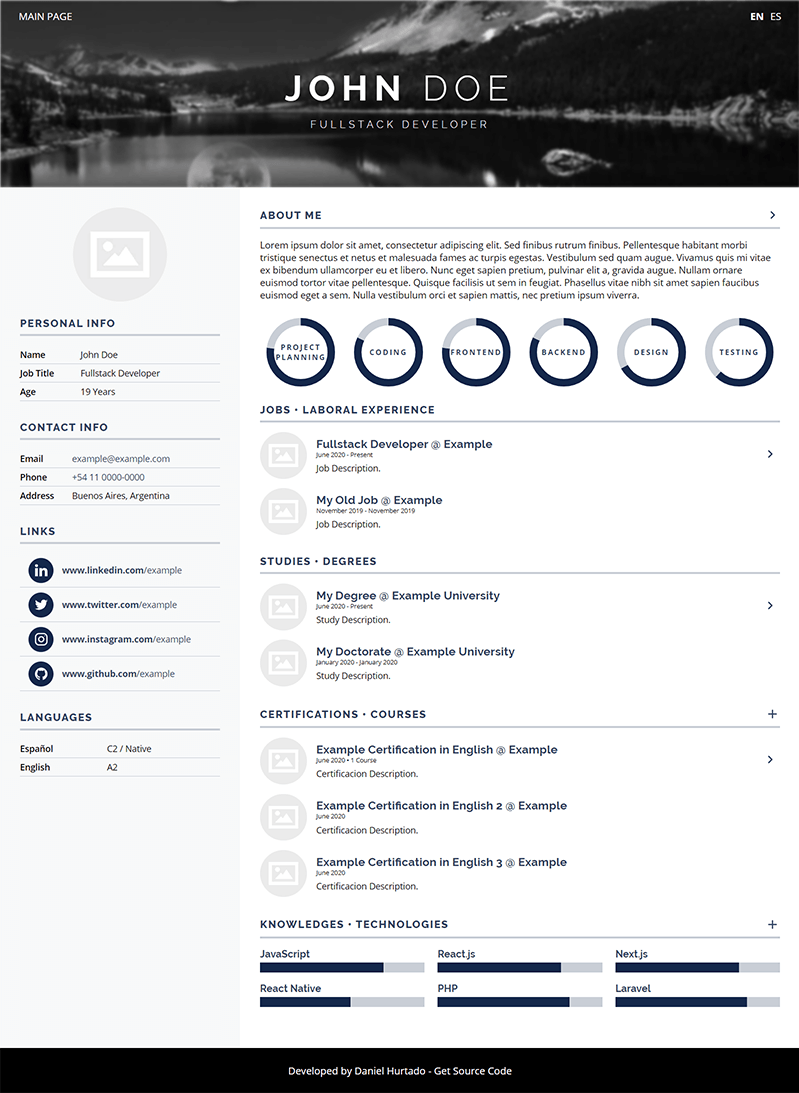 MAIN PAGE
EN ES
JOHN DOE
FULLSTACK DEVELOPER
PERSONAL INFO
Name John Doe
Job Title Fullstack Developer
Age 19 Years
CONTACT INFO
Email example@example.com
Phone +54 11 0000-0000
Address Buenos Aires, Argentina
LINKS
www.linkedin.com/example
www.twitter.com/example
www.instagram.com/example
www.github.com/example
LANGUAGES
Español C2 / Native
English A2
ABOUT ME
Lorem ipsum dolor sit amet, consectetur adipiscing elit. Sed finibus rutrum finibus. Pellentesque habitant morbi
tristique senectus et netus et malesuada fames ac turpis egestas. Vestibulum sed quam augue. Vivamus quis mi vitae
ex bibendum ullamcorper eu et libero. Nunc eget sapien pretium, pulvinar elit a, gravida augue. Nullam ornare
euismod tortor vitae pellentesque. Quisque facilisis ut sem in feugiat. Phasellus vitae nibh sit amet sapien faucibus
euismod eget a sem. Nulla vestibulum orci et sapien mattis, nec pretium ipsum viverra.
PROJECT
PLANNING
CODING
FRONTEND
BACKEND
DESIGN
TESTING
JOBS • LABORAL EXPERIENCE
Fullstack Developer @ Example
June 2020 - Present
Job Description.
My Old Job @ Example
November 2019 - November 2019
Job Description.
STUDIES • DEGREES
My Degree @ Example University
June 2020 - Present
Study Description.
My Doctorate @ Example University
January 2020 - January 2020
Study Description.
CERTIFICATIONS • COURSES
Example Certification in English @ Example
June 2020 • 1 Course
Certificacion Description.
Example Certification in English 2 @ Example
June 2020
Certificacion Description.
Example Certification in English 3 @ Example
June 2020
Certificacion Description.
KNOWLEDGES • TECHNOLOGIES
JavaScript
React.js
Next.js
React Native
PHP
Laravel
Developed by Daniel Hurtado - Get Source Code